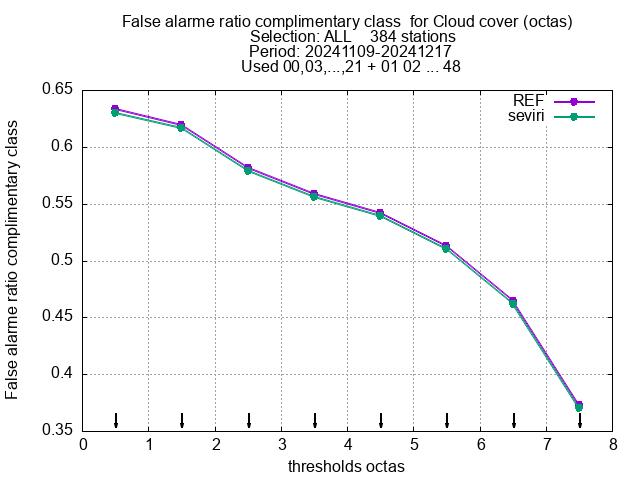 False alarme ratio complimentary class  for Cloud cover (octas)
Selection: ALL    384 stations
Period: 20241109-20241217
Used 00,03,...,21 + 01 02 ... 48
REF
seviri
0.65
0.6
0.55
0.5
0.45
0.4
0.35
0 1 2 3 4 5 6 7 8
thresholds octas
False alarme ratio complimentary class